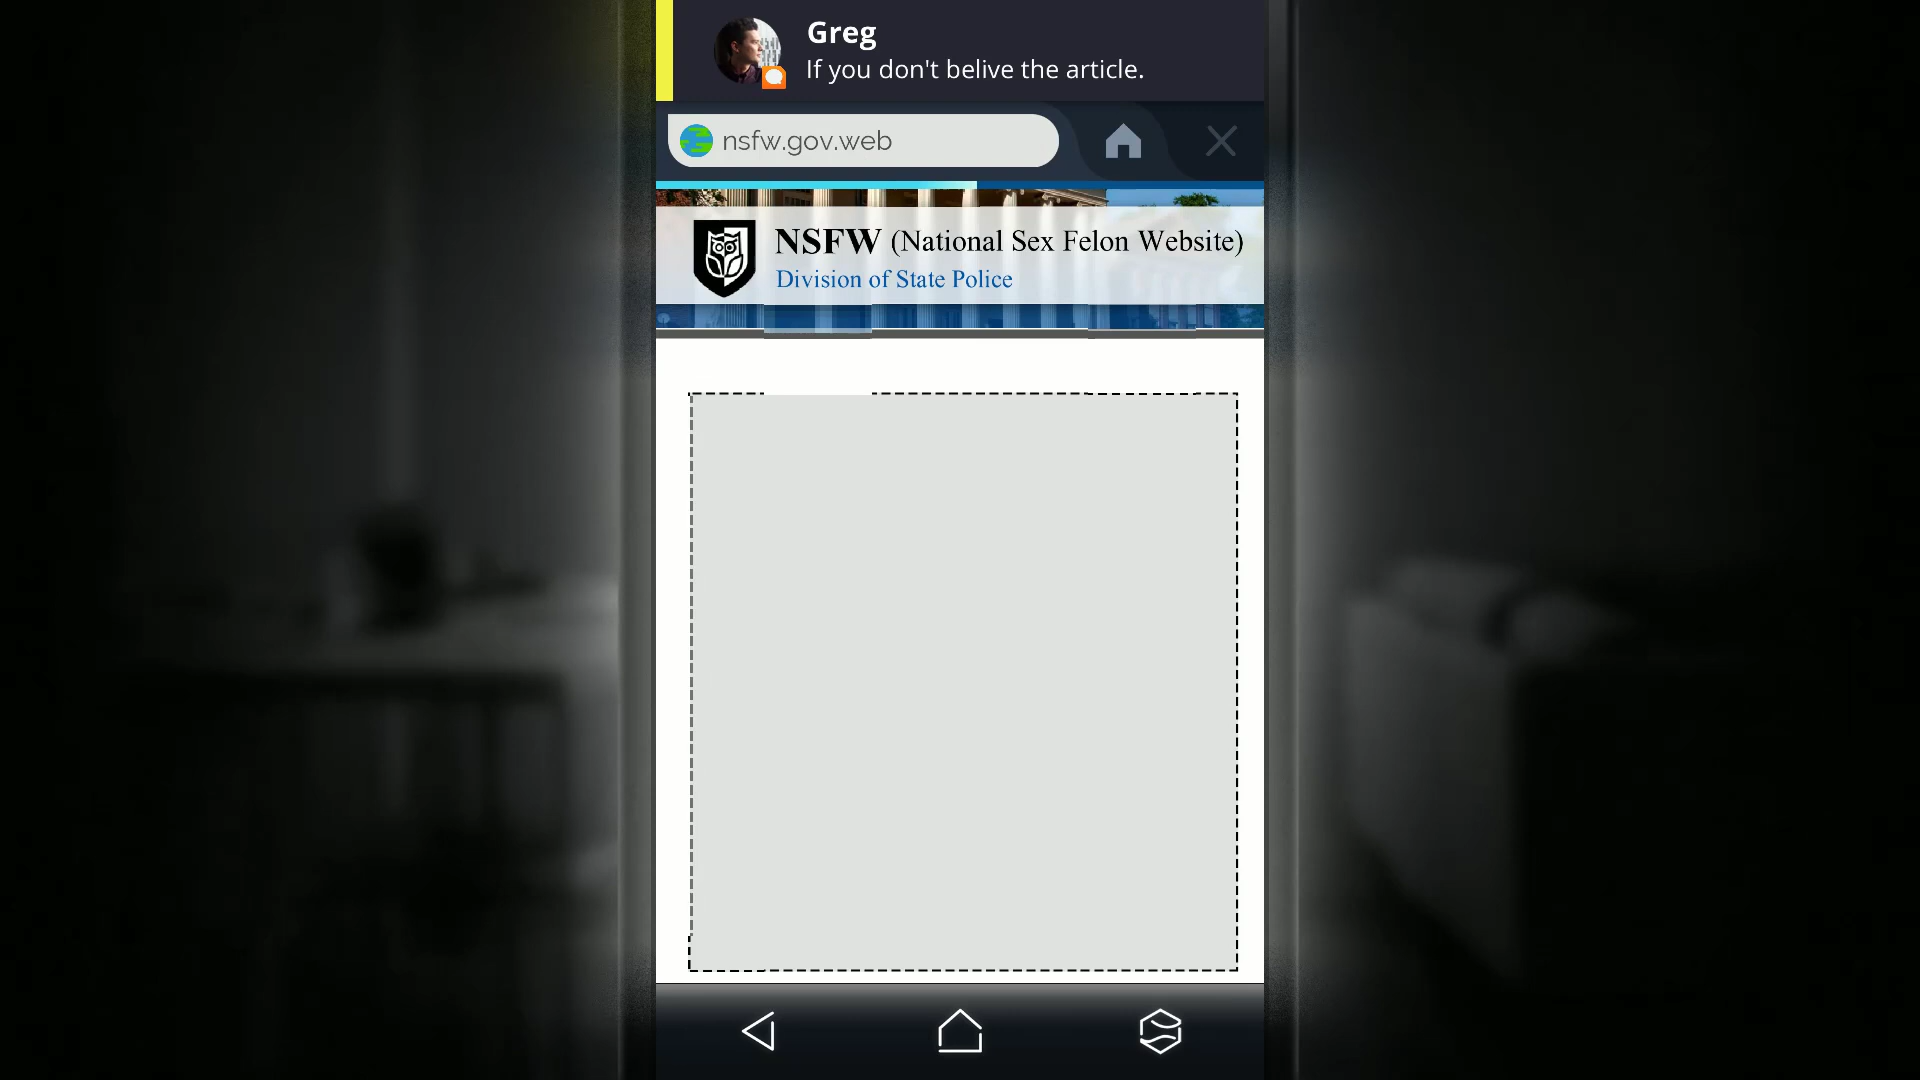 Greg
If you don't belive the article.
nsfw.gov.web
NSFW (National Sex Felon Website)
Division of State Police